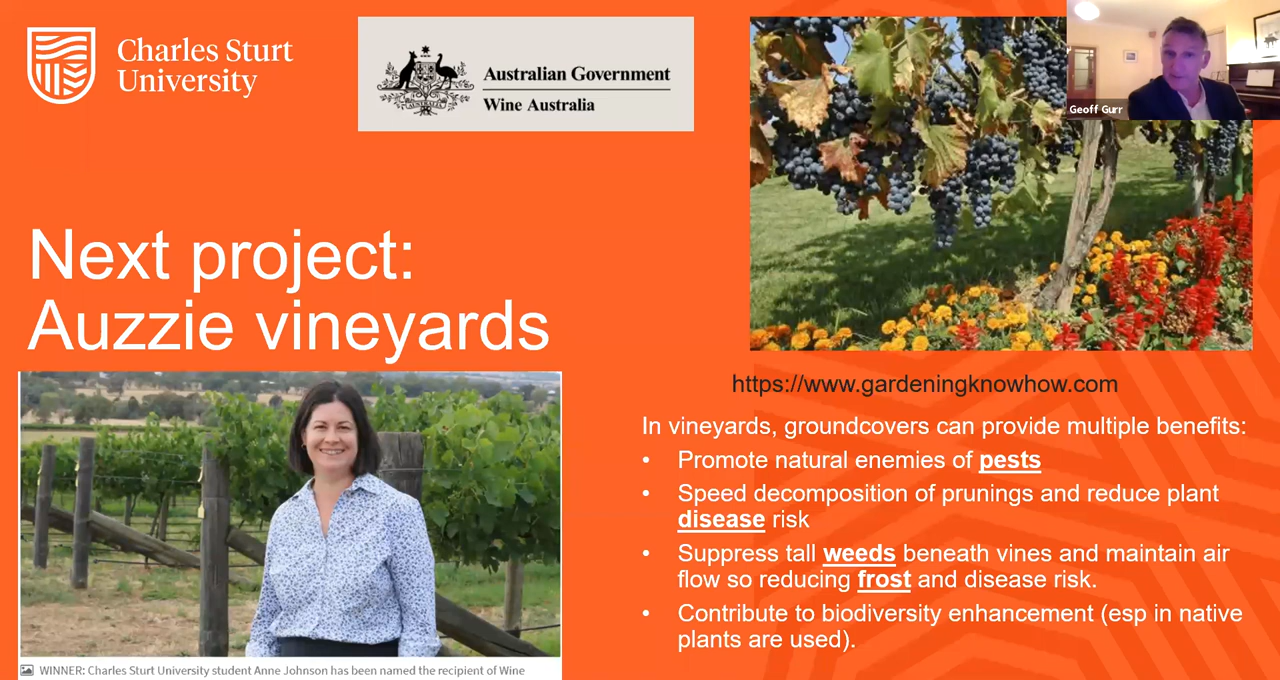 Charles Sturt
University
Australian Government
Wine Australia
AUSTRALIA
Geoff Gurr
Next project:
Auzzie vineyards
https://www.gardeningknowhow.com
In vineyards, groundcovers can provide multiple benefits:
• Promote natural enemies of pests
• Speed decomposition of prunings and reduce plant
disease risk
• Suppress tall weeds beneath vines and maintain air
flow so reducing frost and disease risk.
• Contribute to biodiversity enhancement (esp in native
plants are used).
WINNER: Charles Sturt University student Anne Johnson has been named the recipient of Wine